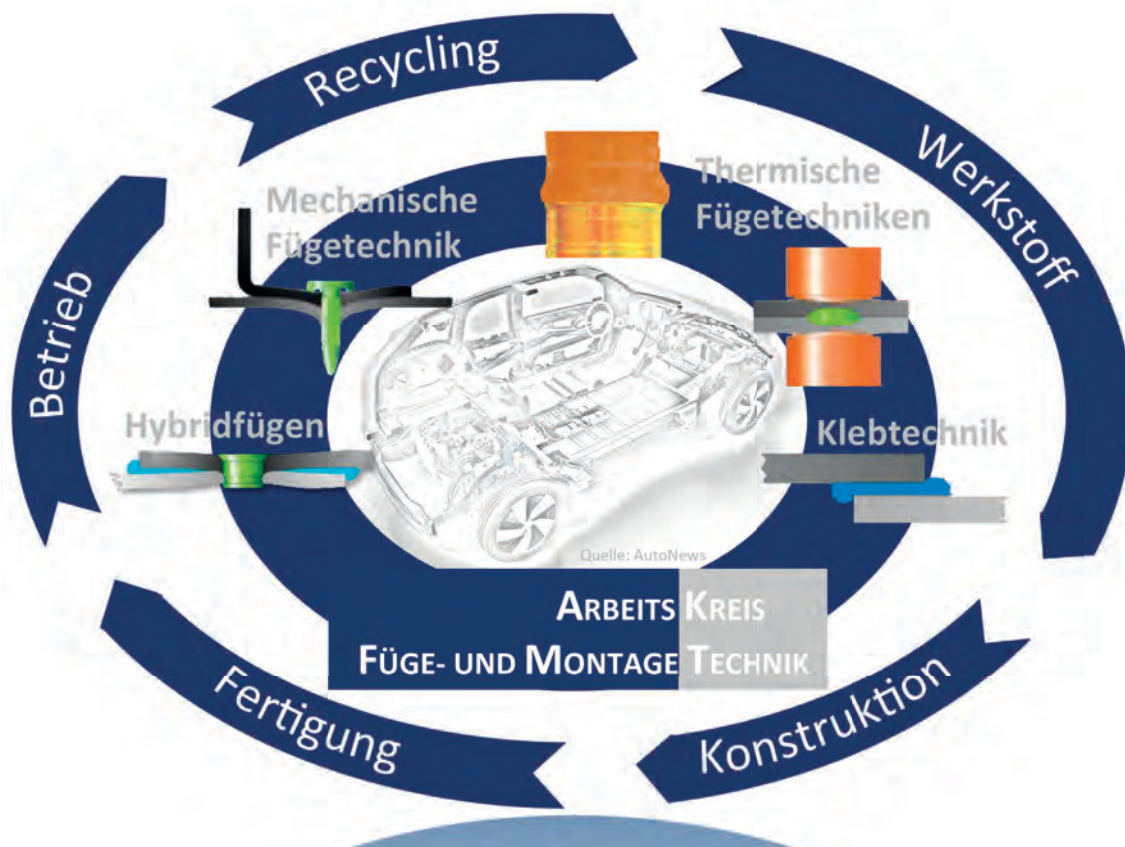 Recycling
Werkstoff
Mechanische
Fügetechnik
Thermische
Fügetechniken
Betrieb
Hybridfügen
Klebtechnik
Quelle: AutoNews
ARBEITS KREIS
FÜGE- UND MONTAGE TECHNIK
Fertigung
Konstruktion